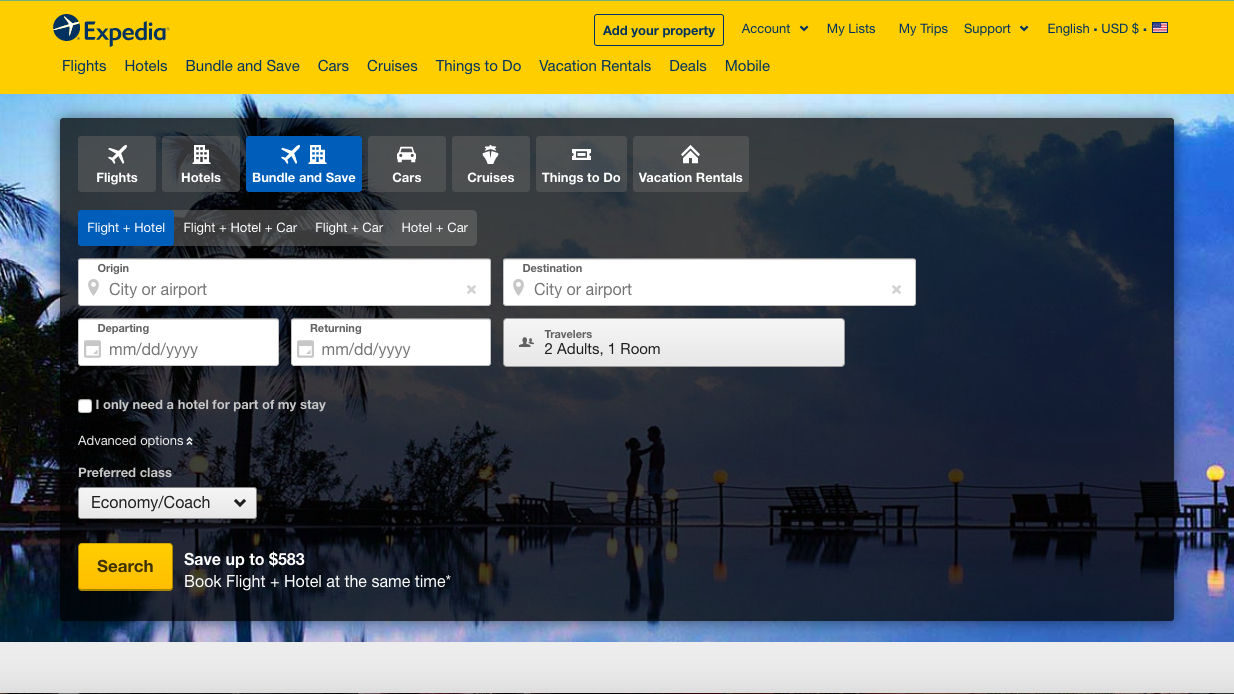 Expedia
Add your property
Account
My Lists
My Trips
Support
English • USD $ •
Flights
Hotels
Bundle and Save
Cars
Cruises
Things to Do
Vacation Rentals
Deals
Mobile
Flights
Hotels
Bundle and Save
Cars
Cruises
Things to Do
Vacation Rentals
Flight + Hotel
Flight + Hotel + Car
Flight + Car
Hotel + Car
Origin
City or airport
Destination
City or airport
Departing
mm/dd/yyyy
Returning
mm/dd/yyyy
Travelers
2 Adults, 1 Room
I only need a hotel for part of my stay
Advanced options
Preferred class
Economy/Coach
Search
Save up to $583
Book Flight + Hotel at the same time*